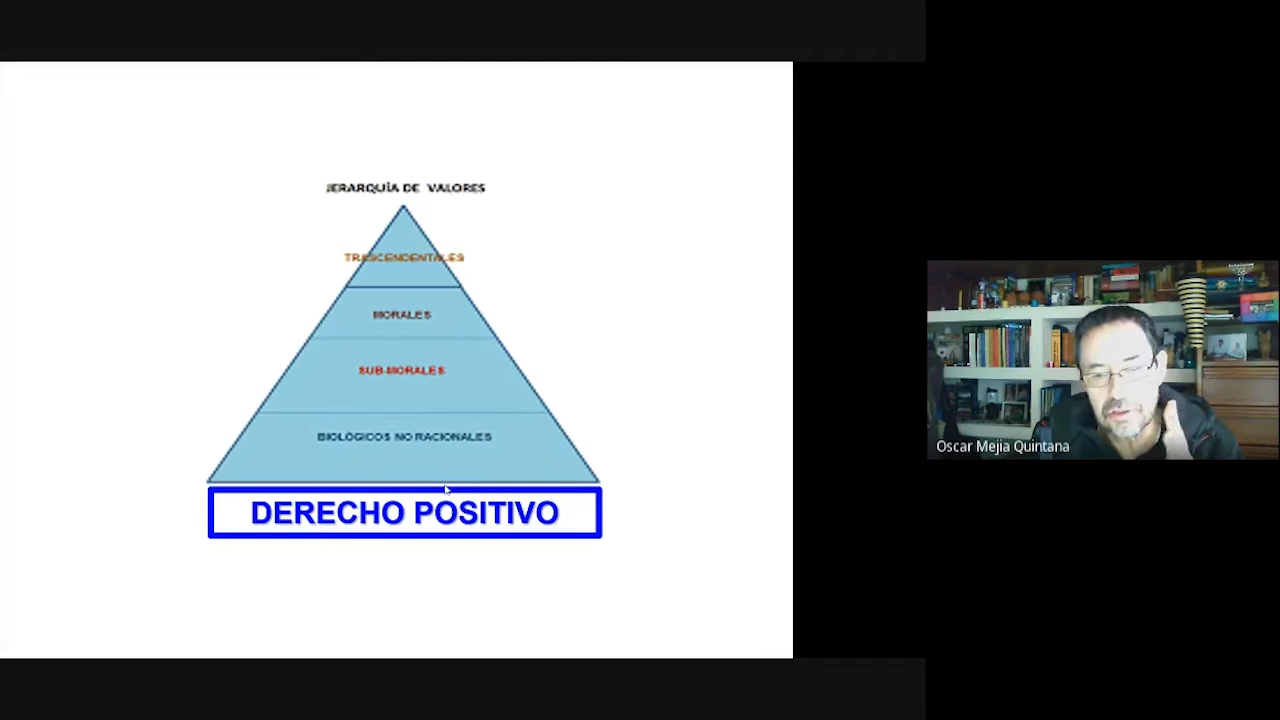 JERARQUÍA DE VALORES
TRASCENDENTALES
MORALES
SUB-MORALES
BIOLÓGICOS NO RACIONALES
DERECHO POSITIVO
Oscar Mejia Quintana